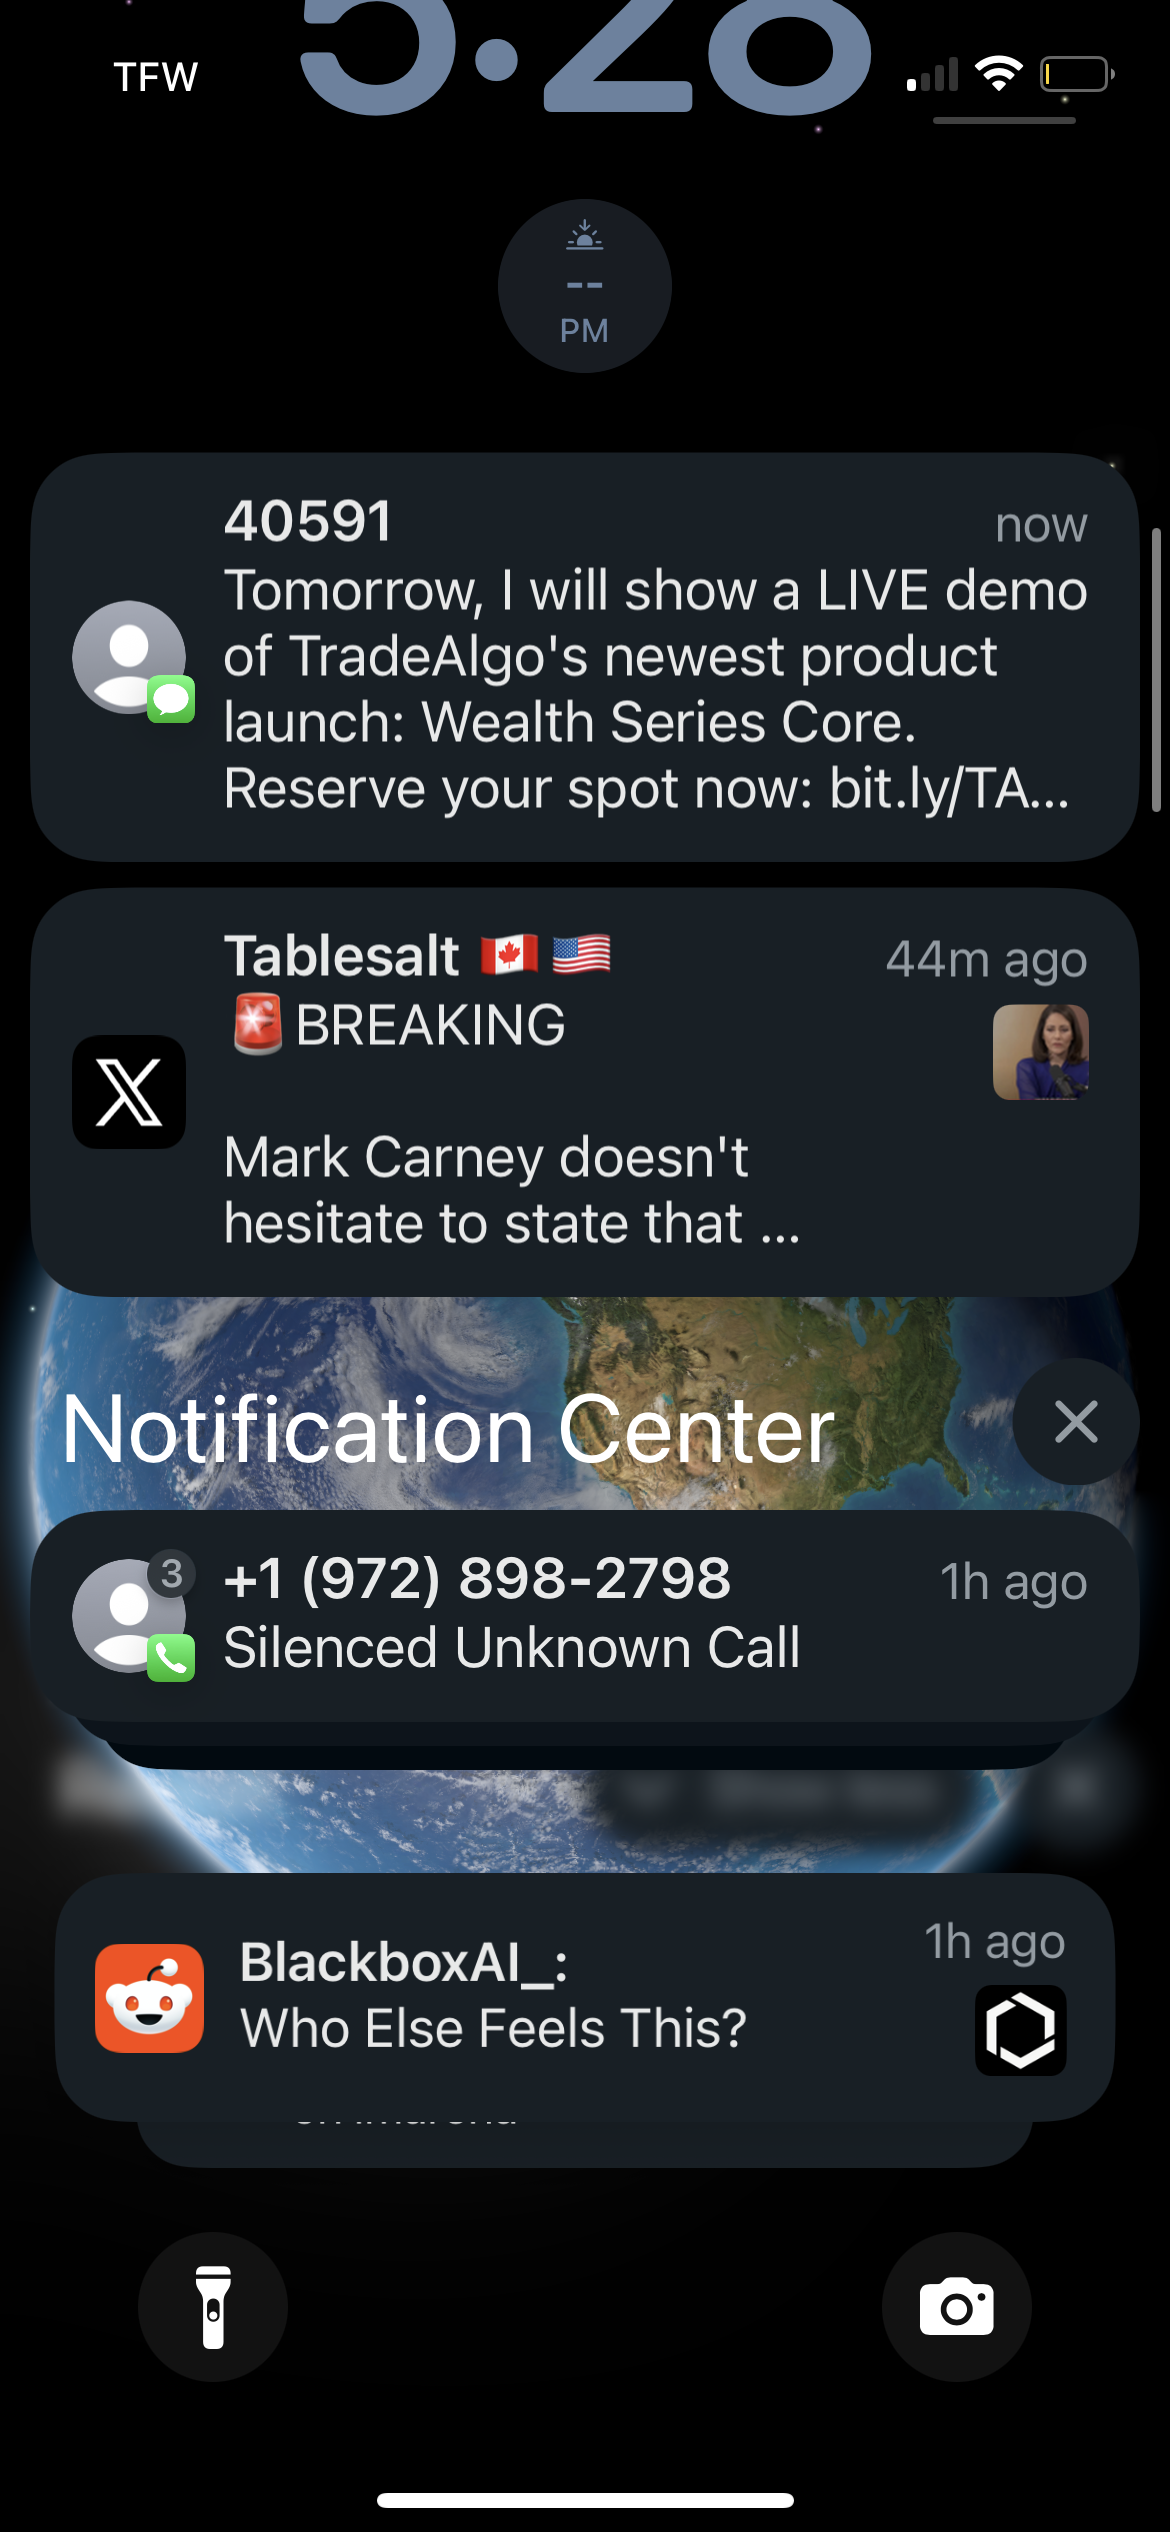 5:28
TFW
--
PM
40591
now
Tomorrow, I will show a LIVE demo
of TradeAlgo's newest product
launch: Wealth Series Core.
Reserve your spot now: bit.ly/TA...
Tablesalt 🇨🇦 🇺🇸
44m ago
🚨BREAKING
Mark Carney doesn't
hesitate to state that ...
Notification Center
3
+1 (972) 898-2798
1h ago
Silenced Unknown Call
BlackboxAI_:
1h ago
Who Else Feels This?